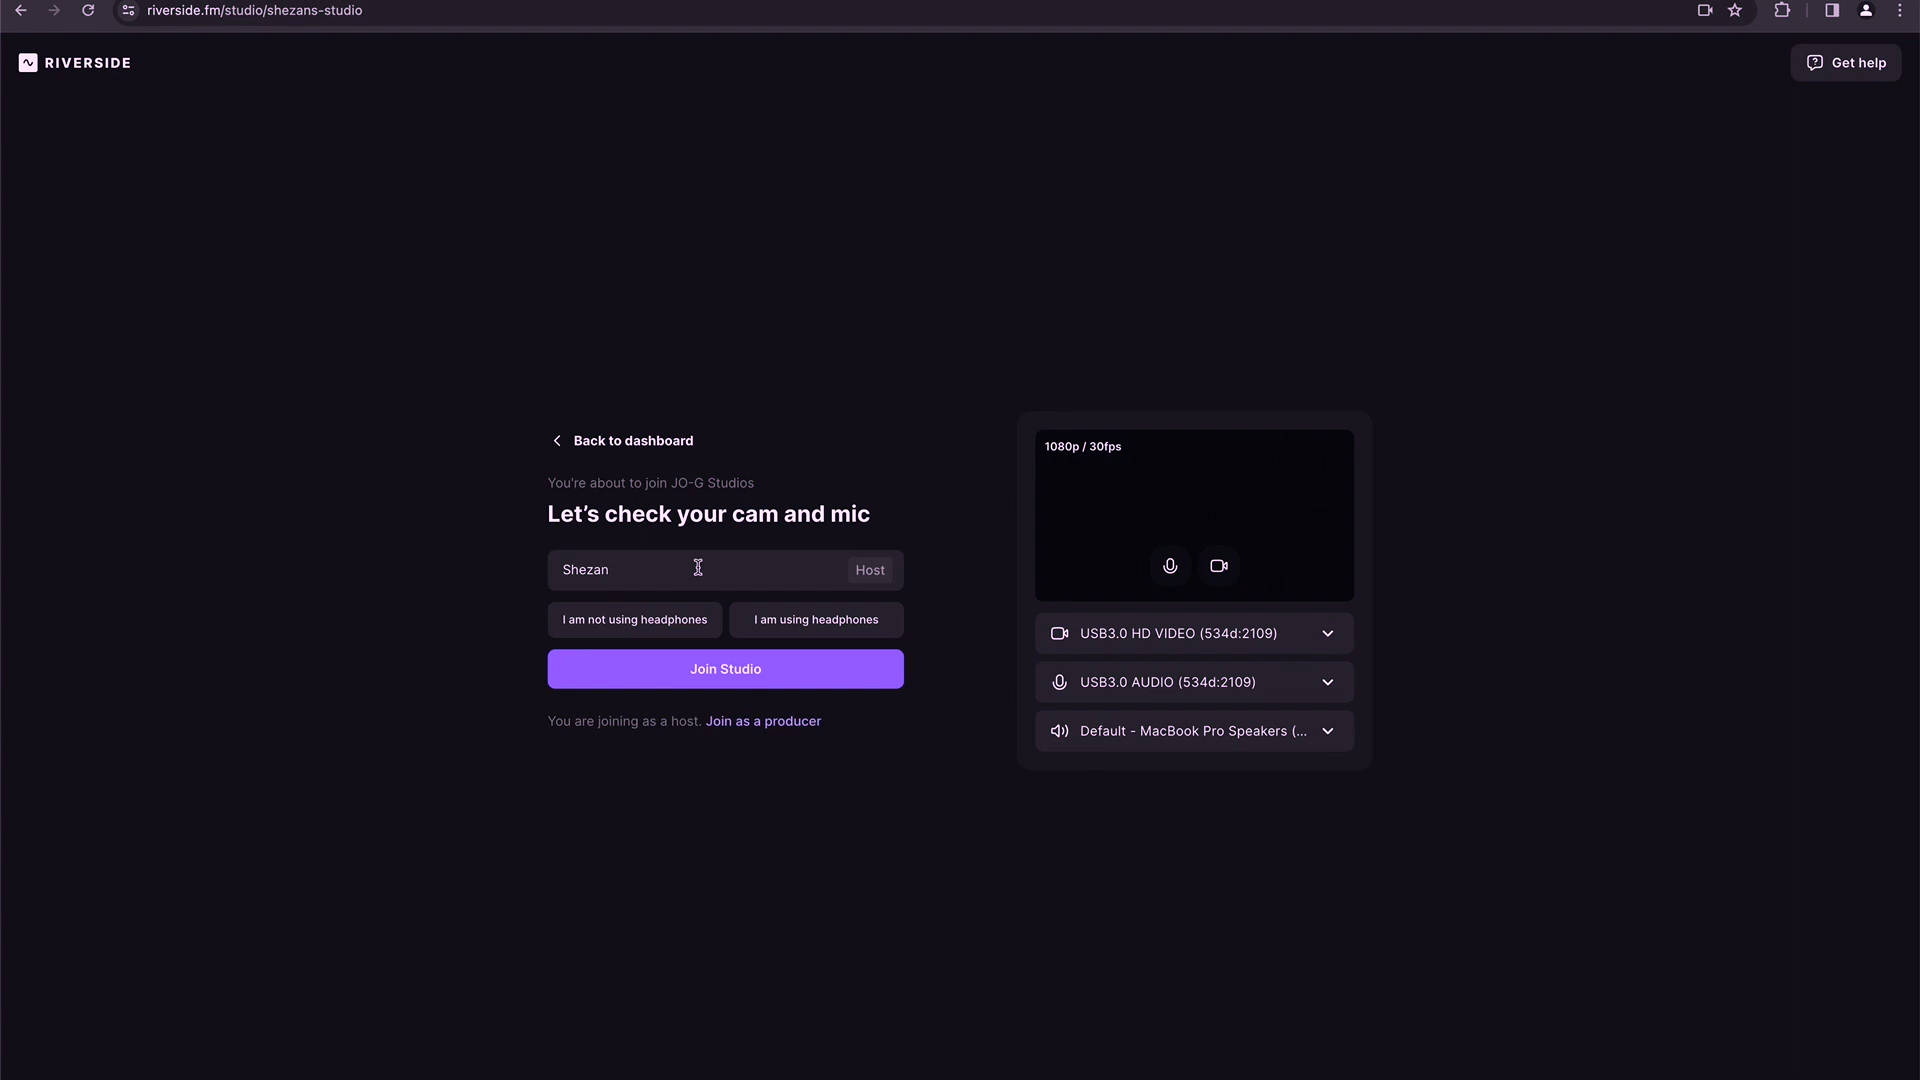 riverside.fm/studio/shezans-studio
RIVERSIDE
Get help
Back to dashboard
You're about to join JO-G Studios
Let’s check your cam and mic
Shezan
Host
I am not using headphones
I am using headphones
Join Studio
You are joining as a host. Join as a producer
1080p / 30fps
USB3.0 HD VIDEO (534d:2109)
USB3.0 AUDIO (534d:2109)
Default - MacBook Pro Speakers (...